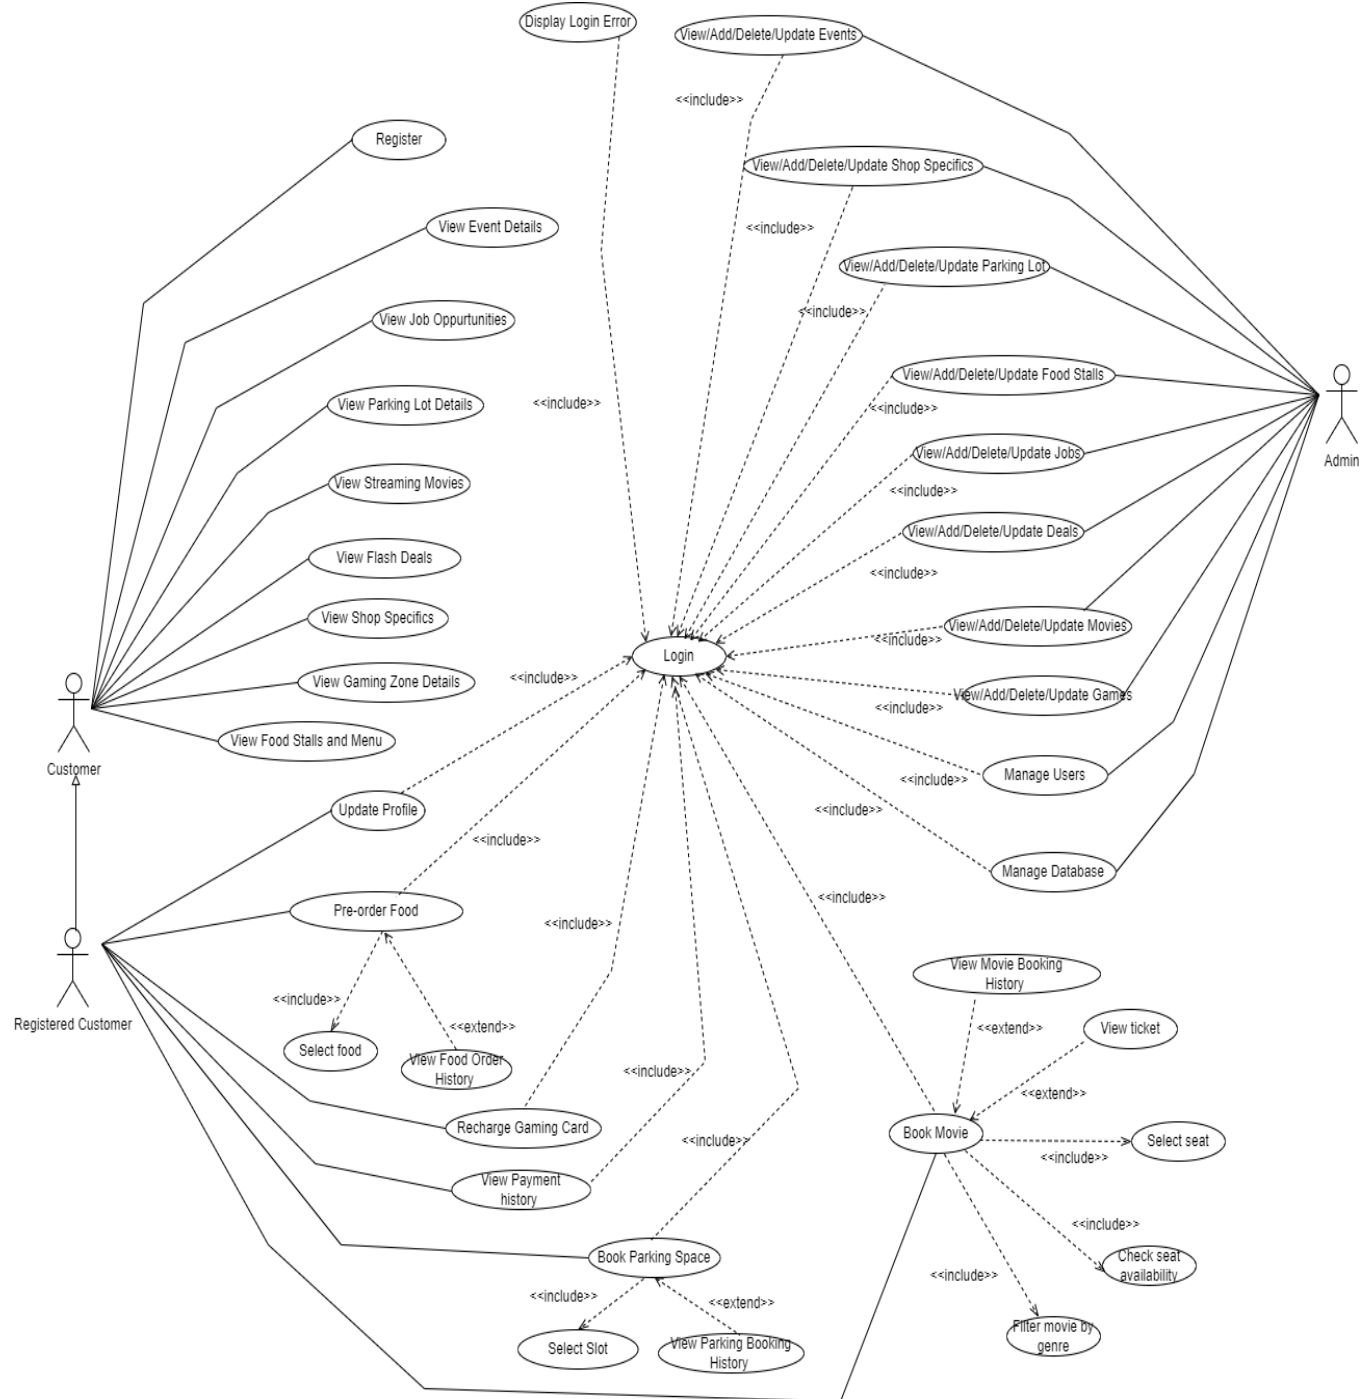 Display Login Error
View/Add/Delete/Update Events
<<include>>
Register
View/Add/Delete/Update Shop Specifics
View Event Details
<<include>>
View/Add/Delete/Update Parking Lot
View Job Oppurtunities
<<include>>
View/Add/Delete/Update Food Stalls
View Parking Lot Details
<<include>>
<<include>>
View/Add/Delete/Update Jobs
Admin
View Streaming Movies
<<include>>
View/Add/Delete/Update Deals
View Flash Deals
<<include>>
View Shop Specifics
View/Add/Delete/Update Movies
<<include>>
Login
View Gaming Zone Details
<<include>>
View/Add/Delete/Update Games
<<include>>
View Food Stalls and Menu
Customer
Manage Users
<<include>>
Update Profile
<<include>>
<<include>>
Manage Database
<<include>>
Pre-order Food
<<include>>
View Movie Booking
History
<<include>>
<<extend>>
<<extend>>
View ticket
Registered Customer
Select food
View Food Order
History
<<include>>
<<extend>>
Recharge Gaming Card
Book Movie
<<include>>
Select seat
<<include>>
View Payment
history
<<include>>
Book Parking Space
Check seat
availability
<<include>>
<<include>>
<<extend>>
Select Slot
View Parking Booking
History
Filter movie by
genre